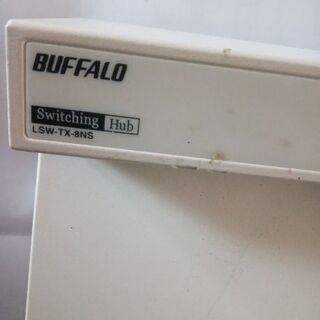 BUFFALO
Switching Hub
LSW-TX-8NS